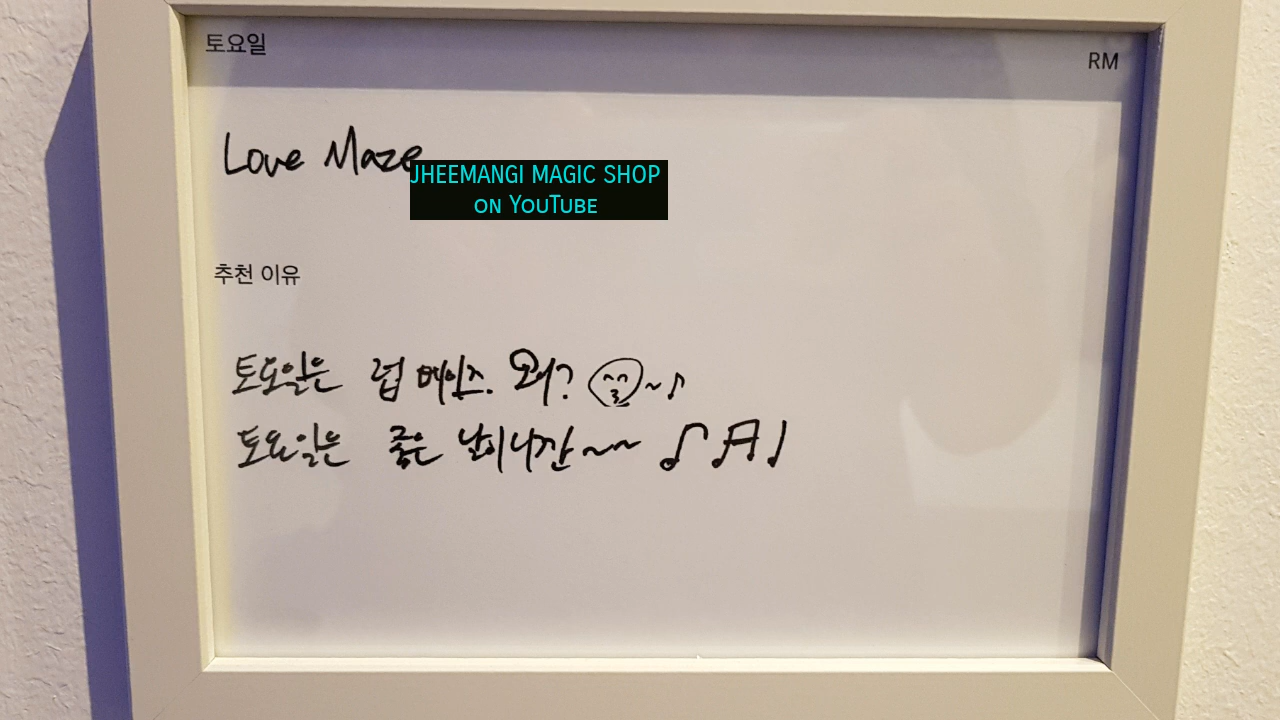 토요일
RM
Love Maze
JHEEMANGI MAGIC SHOP
ON YOUTUBE
추천 이유
토요일은 럽 메이즈. 왜? ~♪
토요일은 좋은 날이니깐~~ ♪♫♩